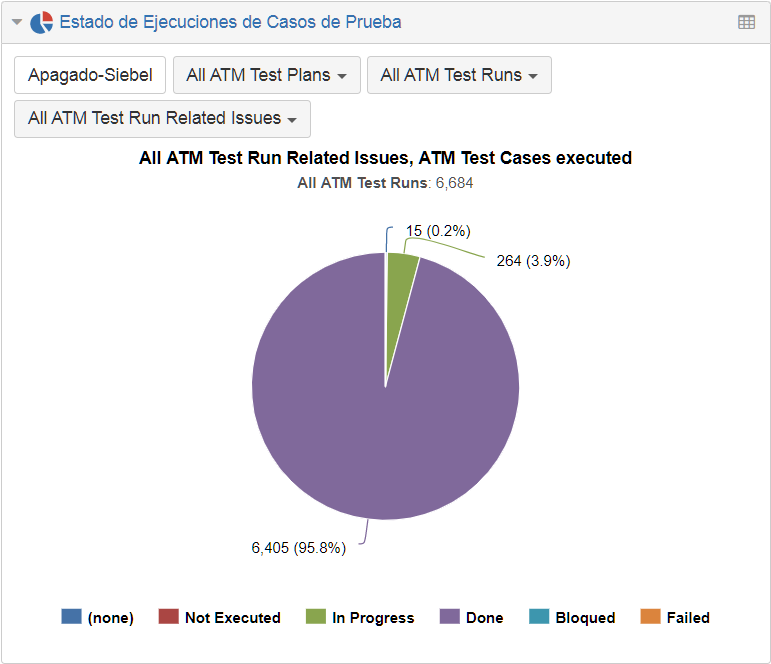 Estado de Ejecuciones de Casos de Prueba
Apagado-Siebel All ATM Test Plans All ATM Test Runs
All ATM Test Run Related Issues
All ATM Test Run Related Issues, ATM Test Cases executed
All ATM Test Runs: 6,684
15 (0.2%)
264 (3.9%)
6,405 (95.8%)
(none) Not Executed In Progress Done Bloqued Failed